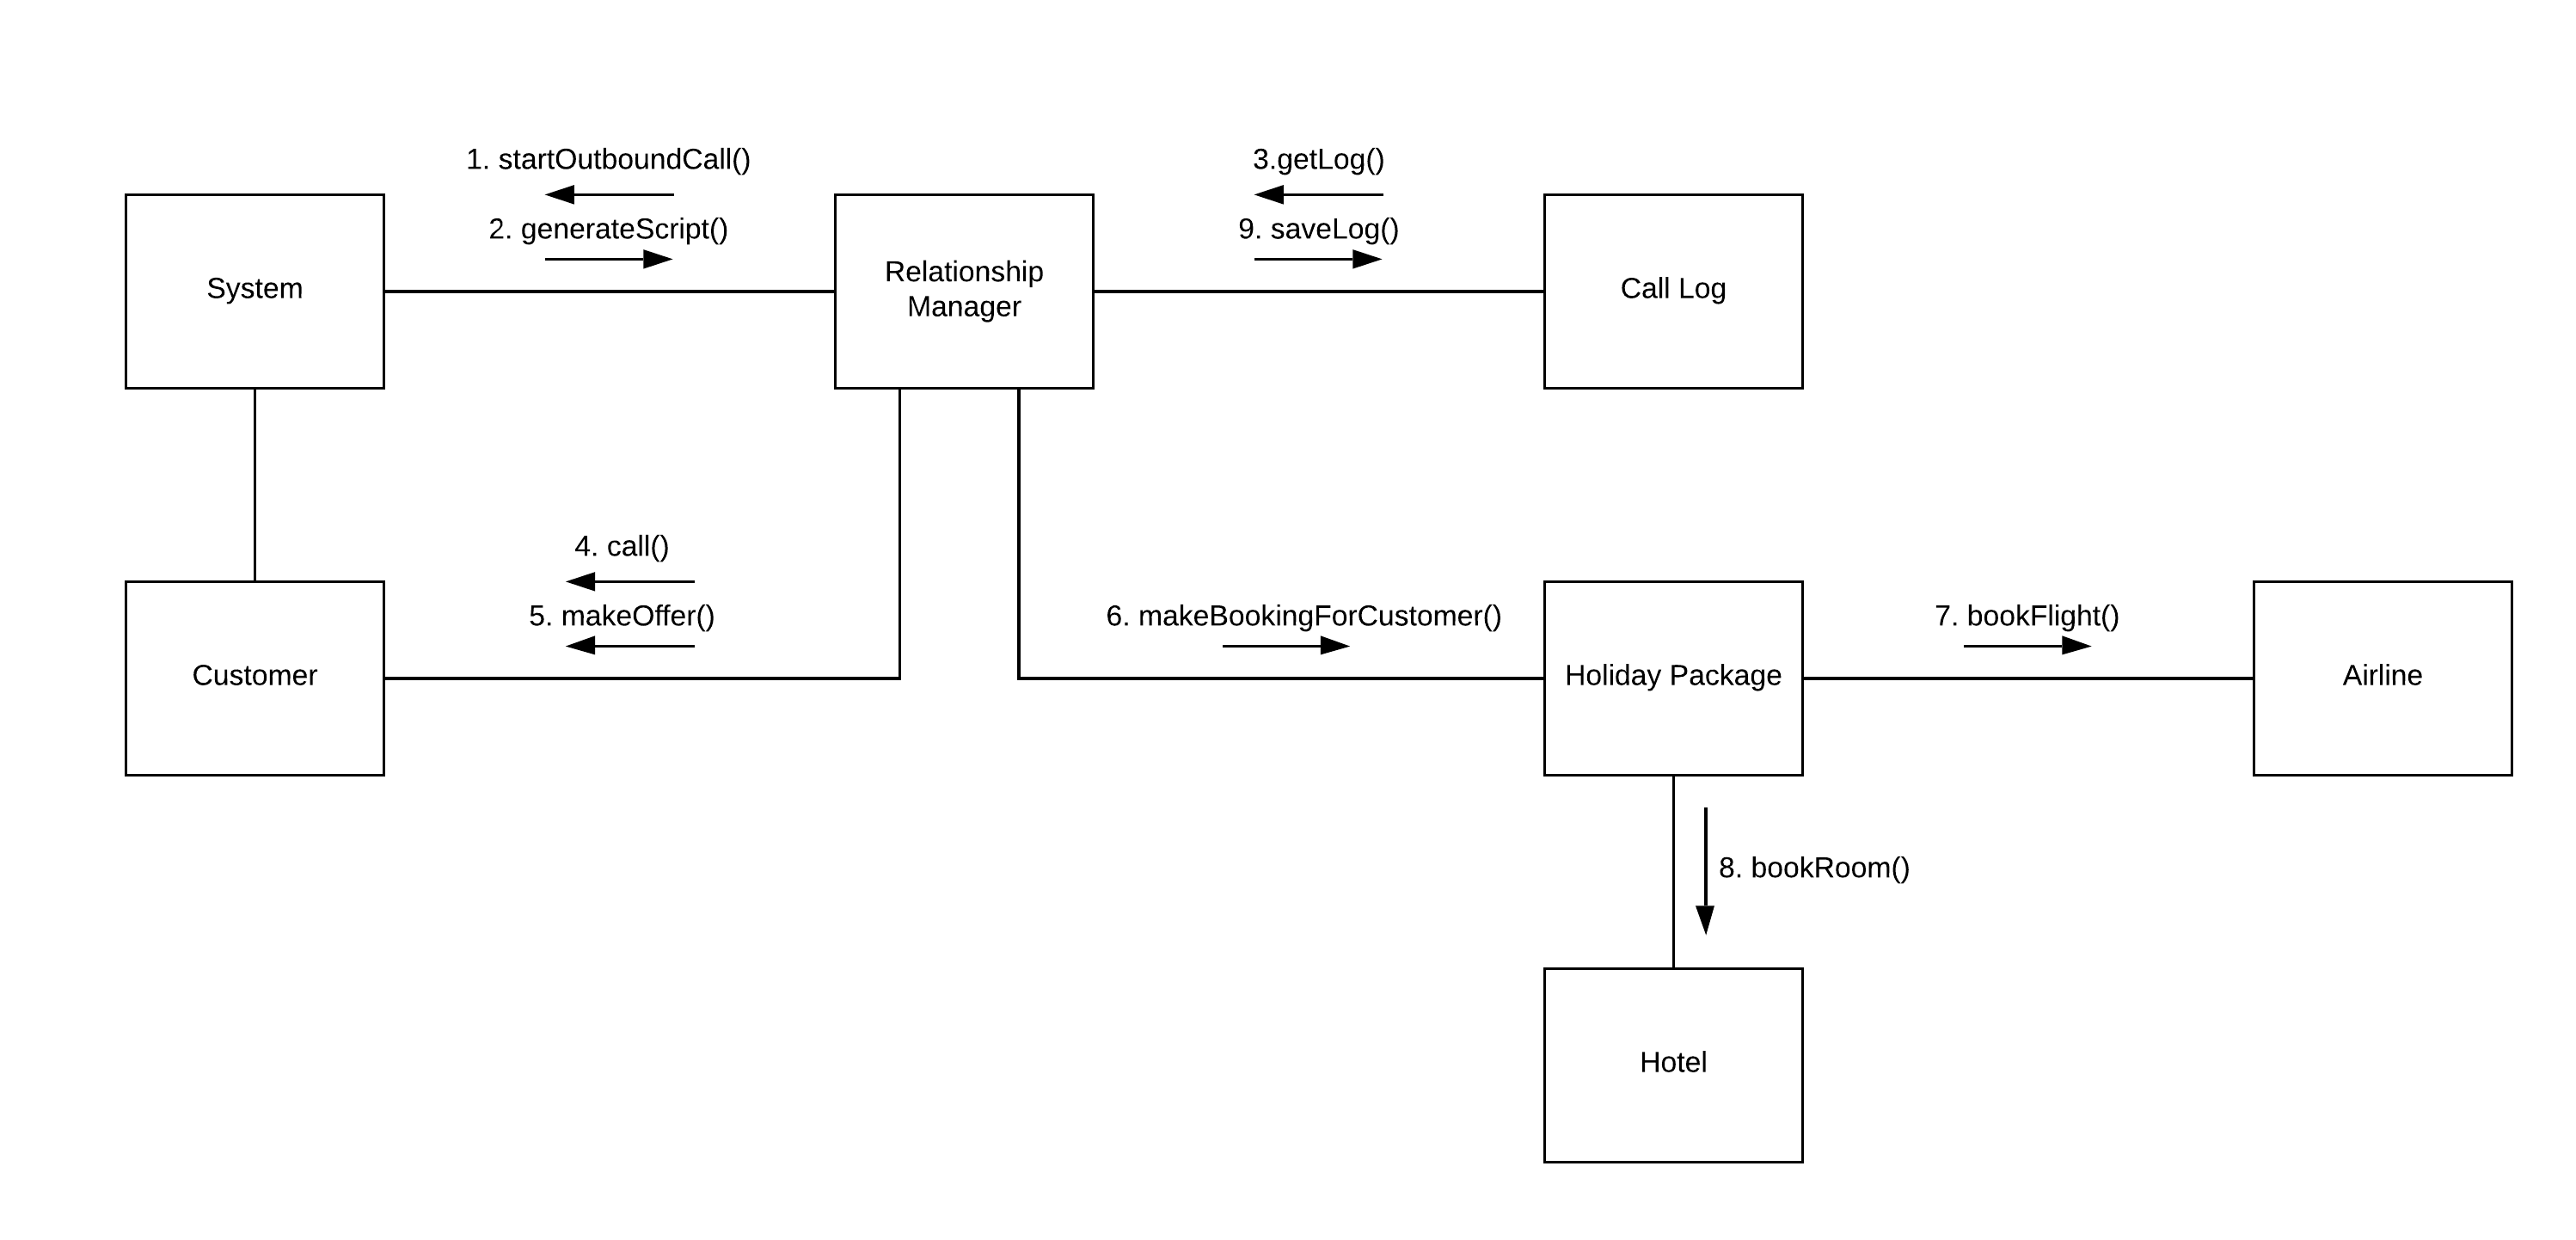 1. startOutboundCall()
3.getLog()
2. generateScript()
9. saveLog()
System
Relationship
Manager
Call Log
4. call()
5. makeOffer()
6. makeBookingForCustomer()
7. bookFlight()
Customer
Holiday Package
Airline
8. bookRoom()
Hotel